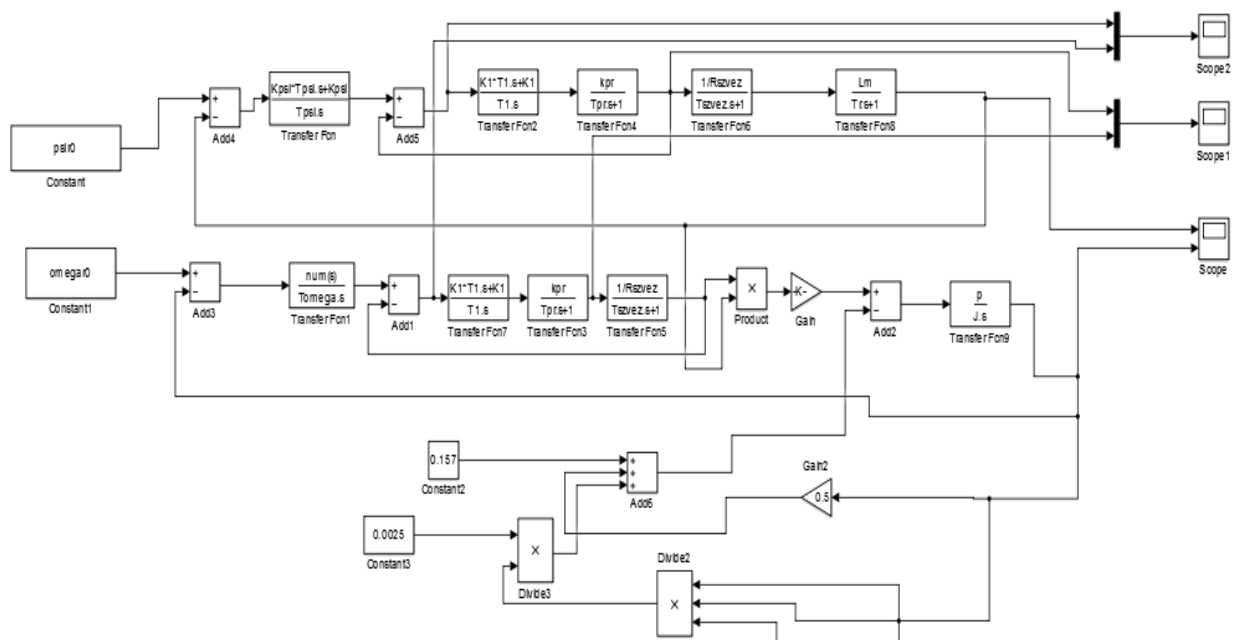 Scope2
Kpsi*Tpsi.s+Kpsi
Tpsi.s
Transfer Fcn
Add4
Add5
K1*T1.s+K1
T1.s
Transfer Fcn2
kpr
Tpr.s+1
Transfer Fcn4
1/Rszvez
Tszvez.s+1
Transfer Fcn6
Lm
Tr.s+1
Transfer Fcn8
Scope1
psir0
Constant
omegar0
Constant1
Add3
num(s)
Tomega.s
Transfer Fcn1
Add1
K1*T1.s+K1
T1.s
Transfer Fcn7
kpr
Tpr.s+1
Transfer Fcn3
1/Rszvez
Tszvez.s+1
Transfer Fcn5
X
Product
-K-
Gain
Add2
p
J.s
Transfer Fcn9
Scope
0.157
Constant2
Add6
Gain2
0.5
0.0025
Constant3
X
Divide3
Divide2
X